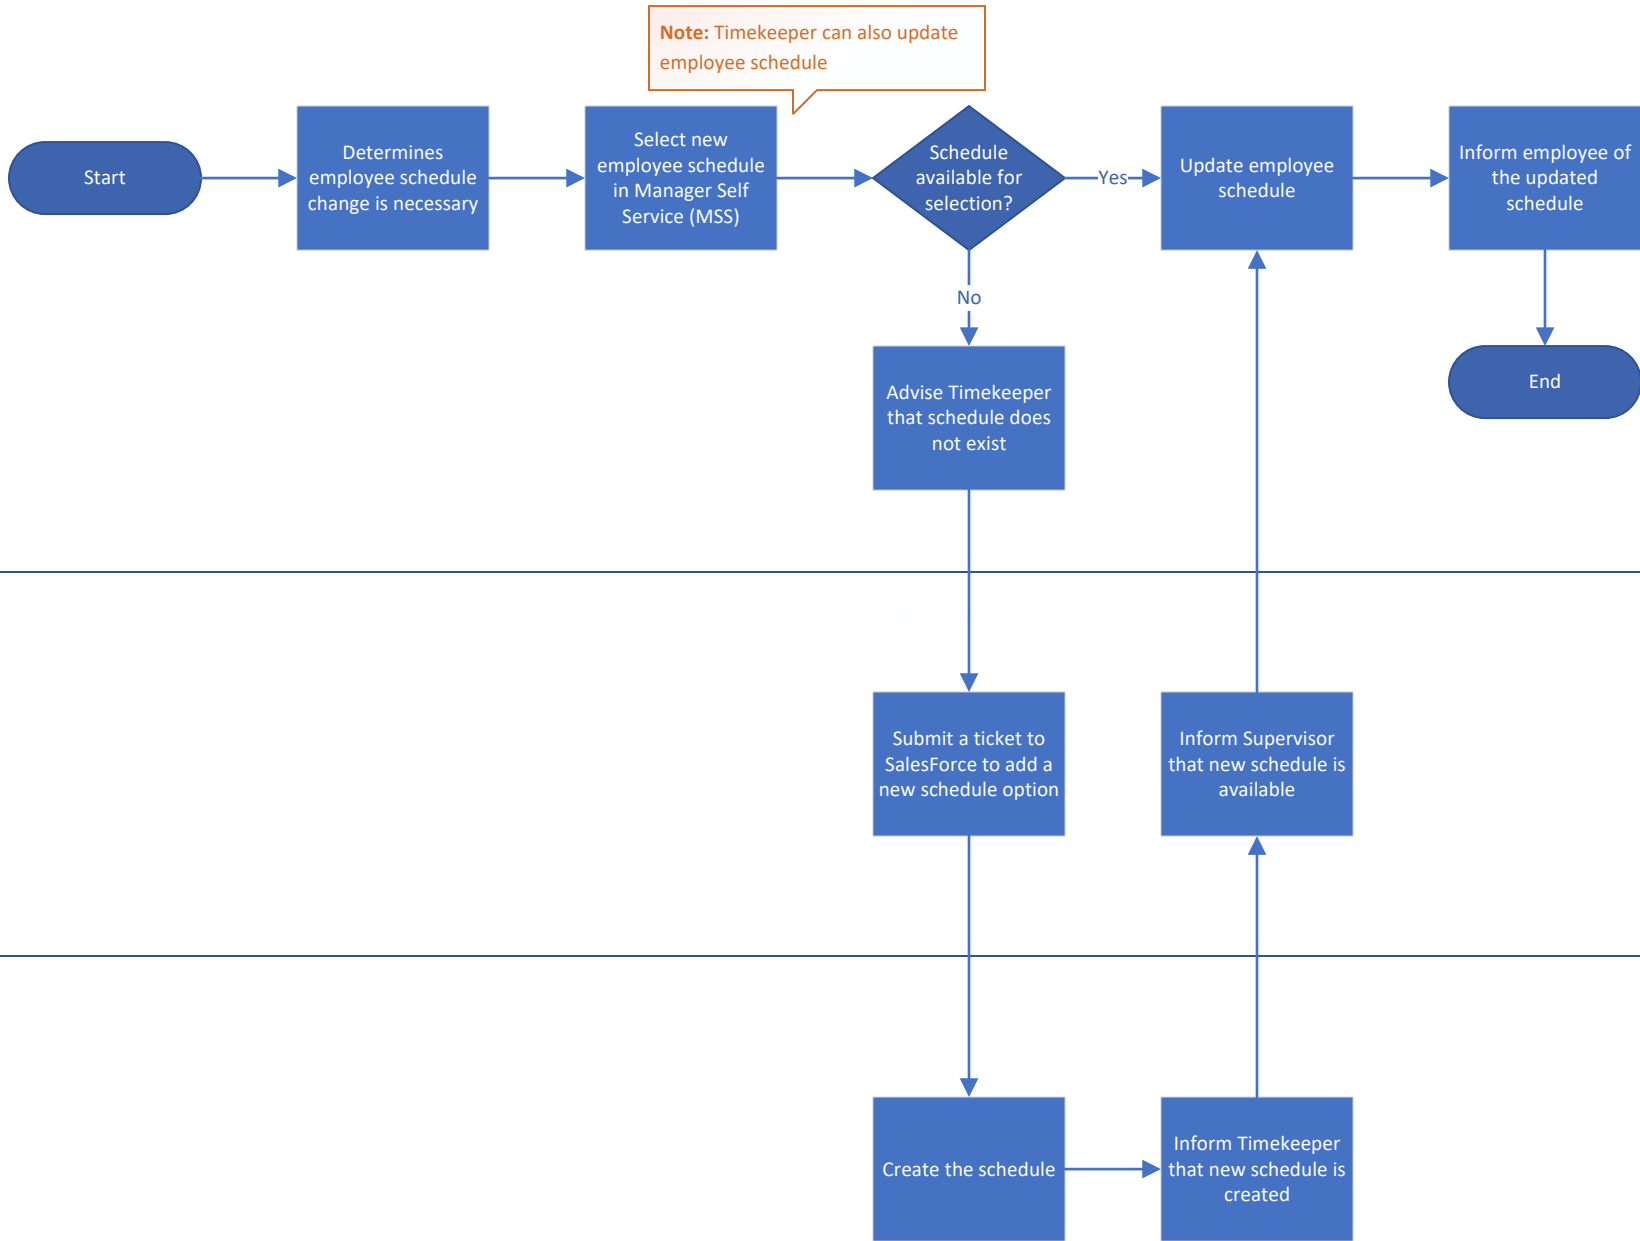 Note: Timekeeper can also update
employee schedule
Start
Determines
employee schedule
change is necessary
Select new
employee schedule
in Manager Self
Service (MSS)
Schedule
available for
selection?
Yes
Update employee
schedule
Inform employee of
the updated
schedule
No
End
Advise Timekeeper
that schedule does
not exist
Submit a ticket to
SalesForce to add a
new schedule option
Inform Supervisor
that new schedule is
available
Create the schedule
Inform Timekeeper
that new schedule is
created